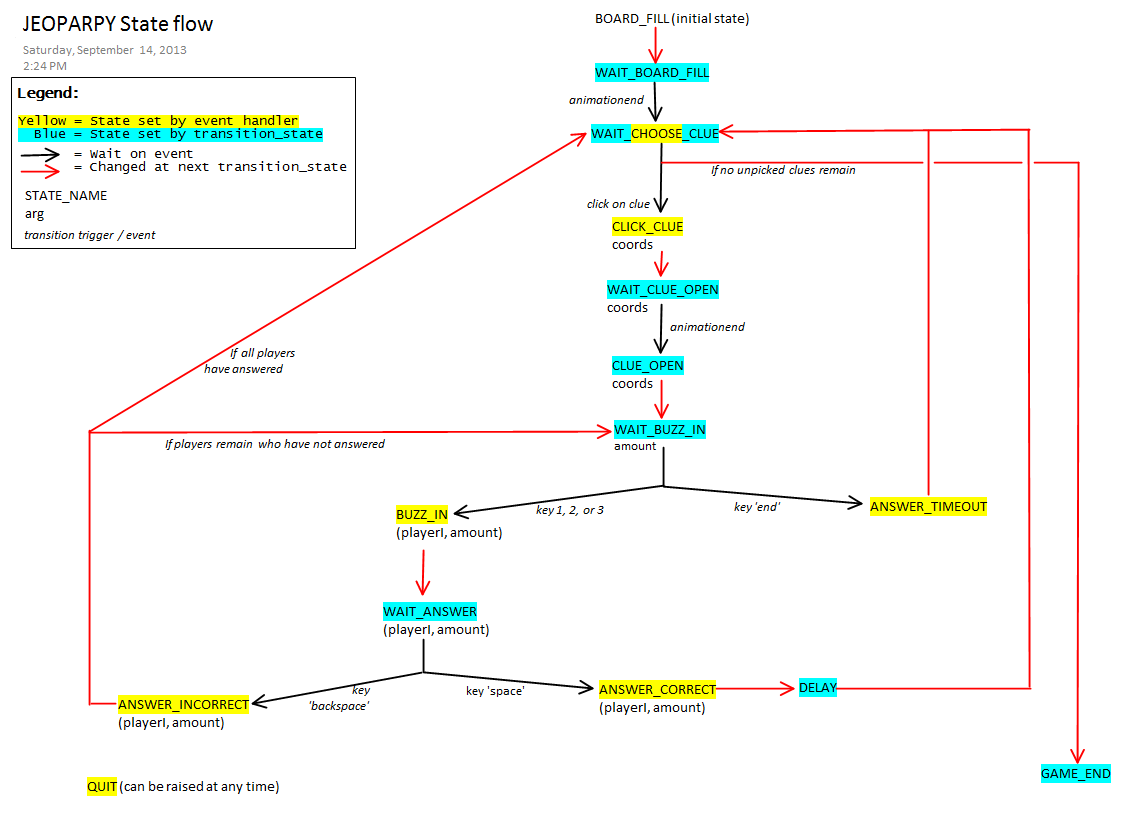 JEOPARPY State flow
Saturday, September 14, 2013
2:24 PM
Legend:
Yellow = State set by event handler
Blue = State set by transition_state
= Wait on event
= Changed at next transition_state
STATE_NAME
arg
transition trigger / event
BOARD_FILL (initial state)
WAIT_BOARD_FILL
animationend
WAIT_CHOOSE_CLUE
If no unpicked clues remain
click on clue
CLICK_CLUE
coords
WAIT_CLUE_OPEN
coords
animationend
If all players
have answered
CLUE_OPEN
coords
WAIT_BUZZ_IN
amount
If players remain who have not answered
key 1, 2, or 3
key 'end'
ANSWER_TIMEOUT
BUZZ_IN
(playerI, amount)
WAIT_ANSWER
(playerI, amount)
key
'backspace'
key 'space'
ANSWER_INCORRECT
(playerI, amount)
ANSWER_CORRECT
(playerI, amount)
DELAY
GAME_END
QUIT (can be raised at any time)